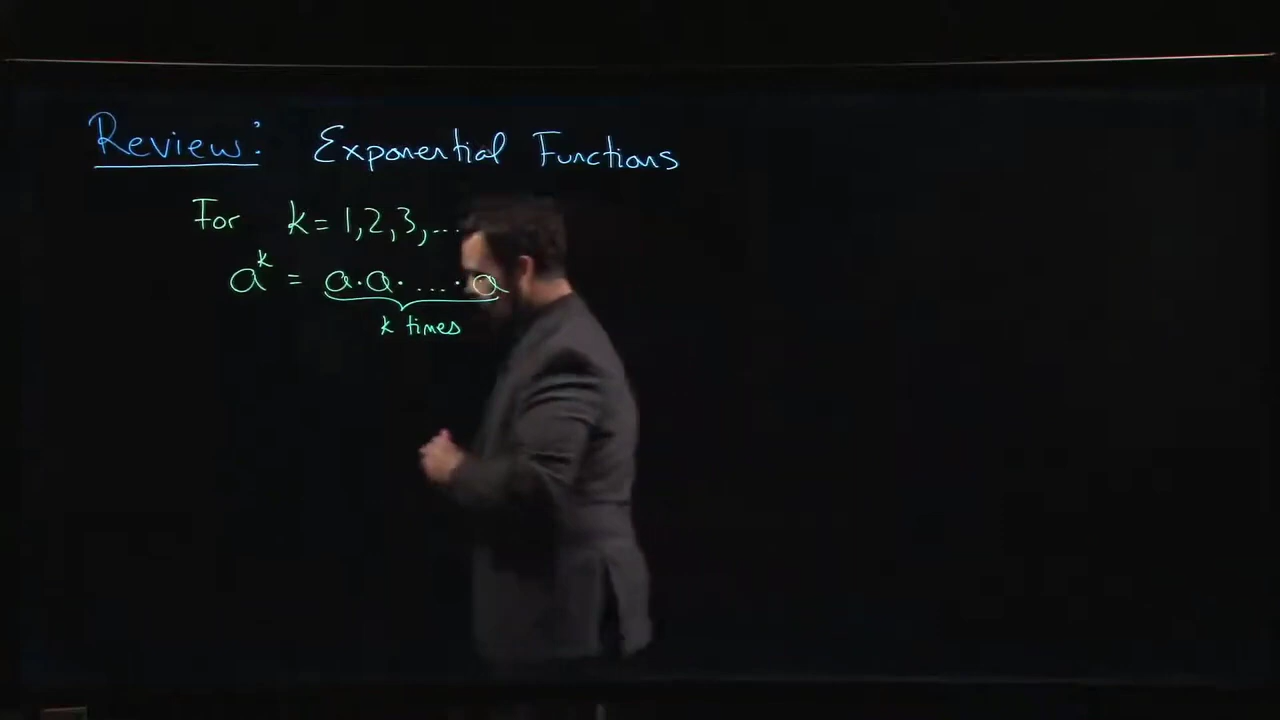 Review: Exponential Functions
For k = 1,2,3,...
a^k = a·a· ... ·a
k times